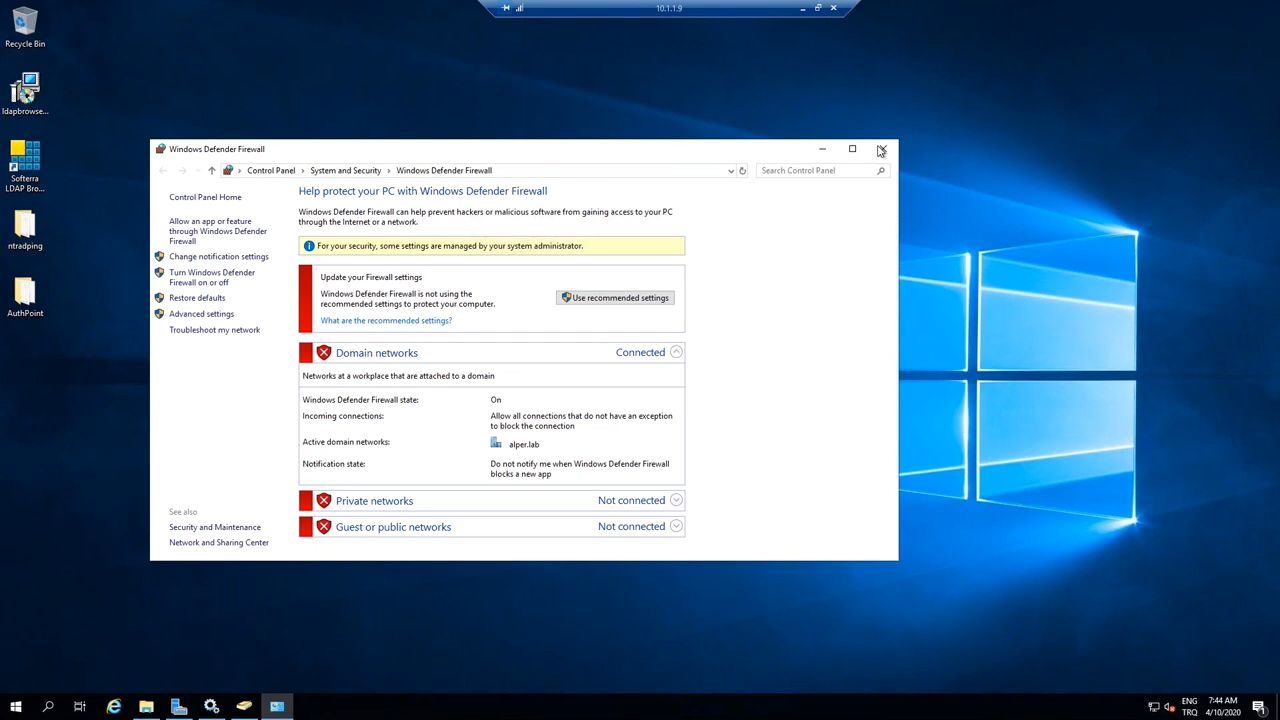 10.1.1.9
Recycle Bin
ldapbrowse...
Softerra
LDAP Bro...
ntradping
AuthPoint
Windows Defender Firewall
Control Panel > System and Security > Windows Defender Firewall
Search Control Panel
Control Panel Home
Allow an app or feature
through Windows Defender
Firewall
Change notification settings
Turn Windows Defender
Firewall on or off
Restore defaults
Advanced settings
Troubleshoot my network
See also
Security and Maintenance
Network and Sharing Center
Help protect your PC with Windows Defender Firewall
Windows Defender Firewall can help prevent hackers or malicious software from gaining access to your PC
through the Internet or a network.
For your security, some settings are managed by your system administrator.
Update your Firewall settings
Windows Defender Firewall is not using the
recommended settings to protect your computer.
Use recommended settings
What are the recommended settings?
Domain networks Connected
Networks at a workplace that are attached to a domain
Windows Defender Firewall state: On
Incoming connections: Allow all connections that do not have an exception
to block the connection
Active domain networks: alper.lab
Notification state: Do not notify me when Windows Defender Firewall
blocks a new app
Private networks Not connected
Guest or public networks Not connected
ENG
TRQ
7:44 AM
4/10/2020
1